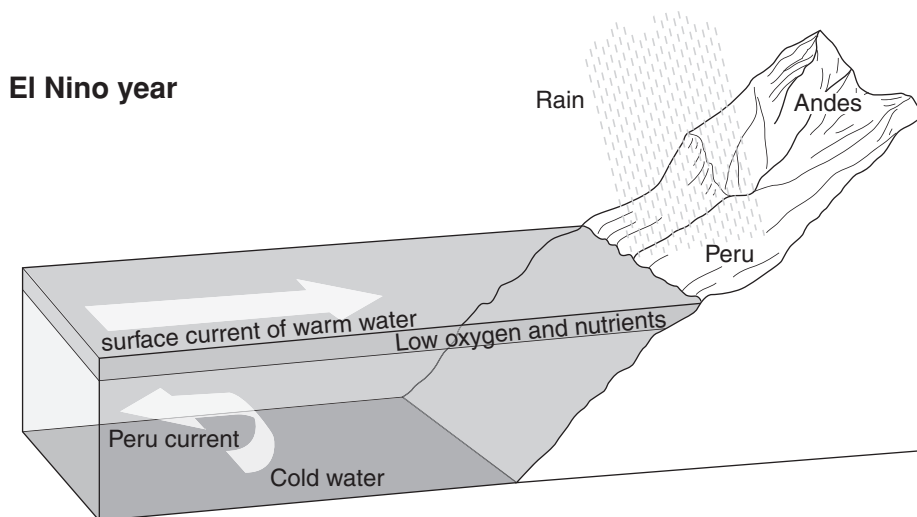 El Nino year
Rain
Andes
Peru
surface current of warm water
Low oxygen and nutrients
Peru current
Cold water